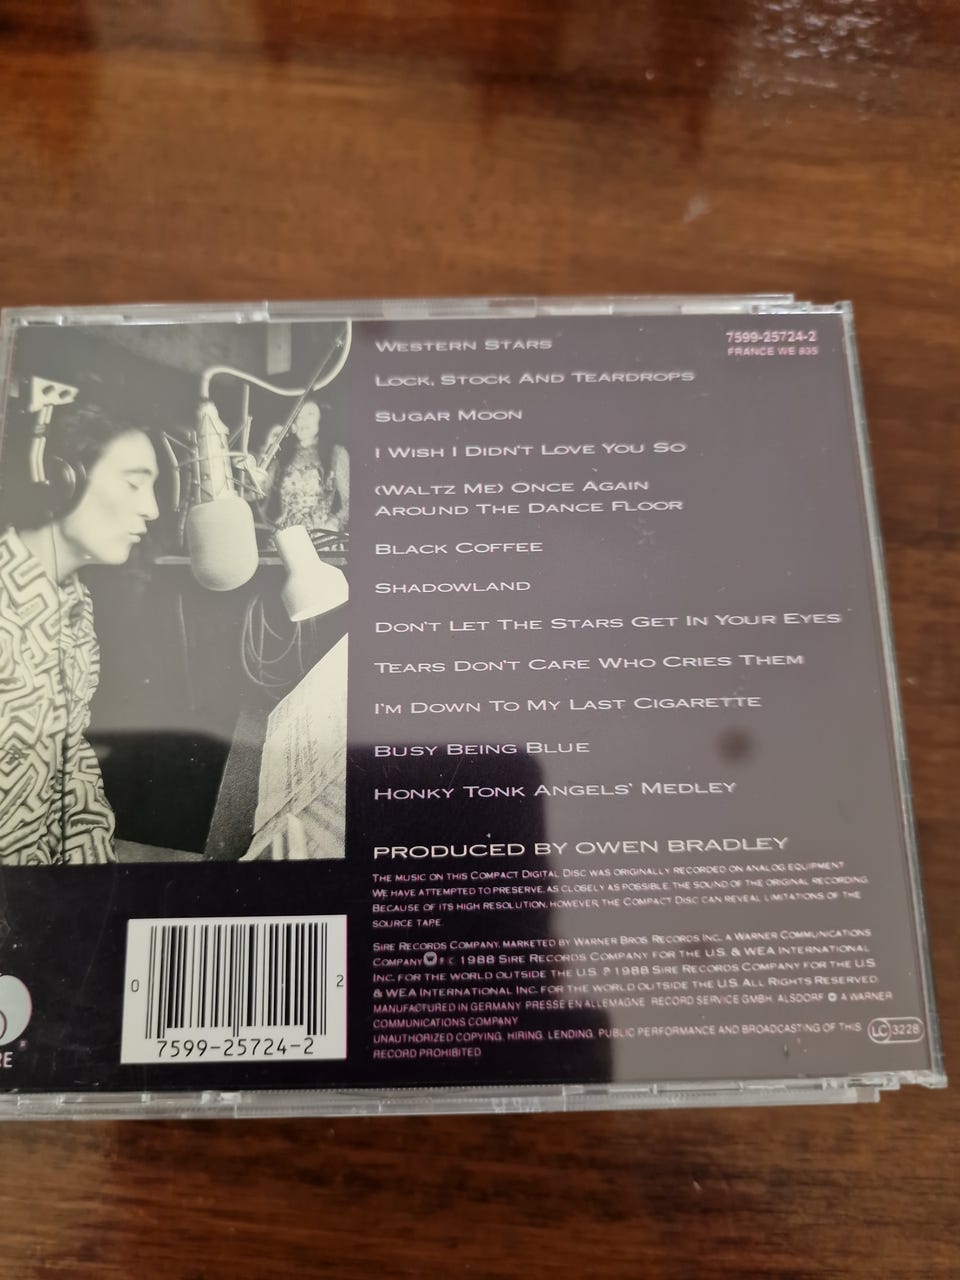 7599-25724-2
FRANCE WE 835
WESTERN STARS
LOCK, STOCK AND TEARDROPS
SUGAR MOON
I WISH I DIDN'T LOVE YOU SO
(WALTZ ME) ONCE AGAIN
AROUND THE DANCE FLOOR
BLACK COFFEE
SHADOWLAND
DON'T LET THE STARS GET IN YOUR EYES
TEARS DON'T CARE WHO CRIES THEM
I'M DOWN TO MY LAST CIGARETTE
BUSY BEING BLUE
HONKY TONK ANGELS' MEDLEY
PRODUCED BY OWEN BRADLEY
THE MUSIC ON THIS COMPACT DIGITAL DISC WAS ORIGINALLY RECORDED ON ANALOG EQUIPMENT
WE HAVE ATTEMPTED TO PRESERVE, AS CLOSELY AS POSSIBLE, THE SOUND OF THE ORIGINAL RECORDING
BECAUSE OF ITS HIGH RESOLUTION, HOWEVER, THE COMPACT DISC CAN REVEAL LIMITATIONS OF THE
SOURCE TAPE.
SIRE RECORDS COMPANY, MARKETED BY WARNER BROS. RECORDS INC., A WARNER COMMUNICATIONS
COMPANY ℗ © 1988 SIRE RECORDS COMPANY FOR THE U.S. & WEA INTERNATIONAL
INC. FOR THE WORLD OUTSIDE THE U.S. ℗ 1988 SIRE RECORDS COMPANY FOR THE U.S.
& WEA INTERNATIONAL INC. FOR THE WORLD OUTSIDE THE U.S. ALL RIGHTS RESERVED.
MANUFACTURED IN GERMANY. PRESSE EN ALLEMAGNE. RECORD SERVICE GMBH, ALSDORF A WARNER
COMMUNICATIONS COMPANY
UNAUTHORIZED COPYING, HIRING, LENDING, PUBLIC PERFORMANCE AND BROADCASTING OF THIS
RECORD PROHIBITED
LC 3228
0 2
7599-25724-2
RE ®